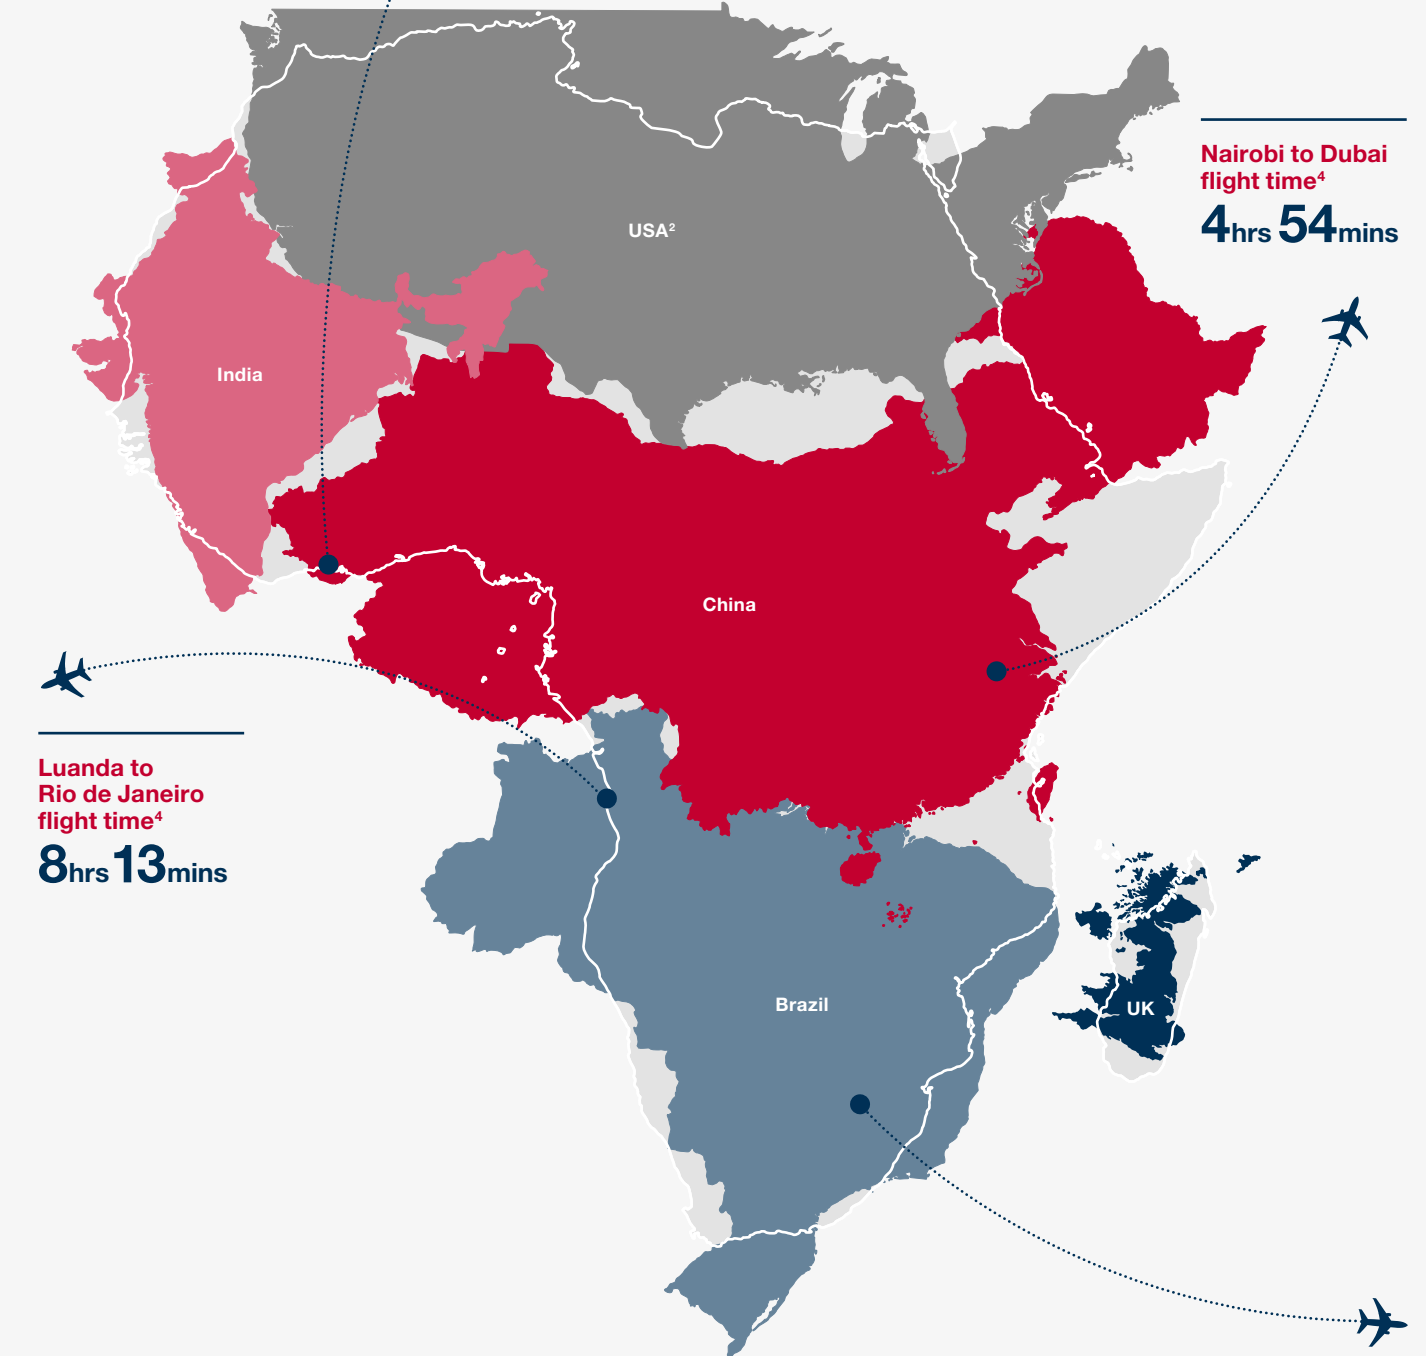 USA²
Nairobi to Dubai
flight time⁴
4hrs 54mins
India
China
Luanda to
Rio de Janeiro
flight time⁴
8hrs 13mins
Brazil
UK